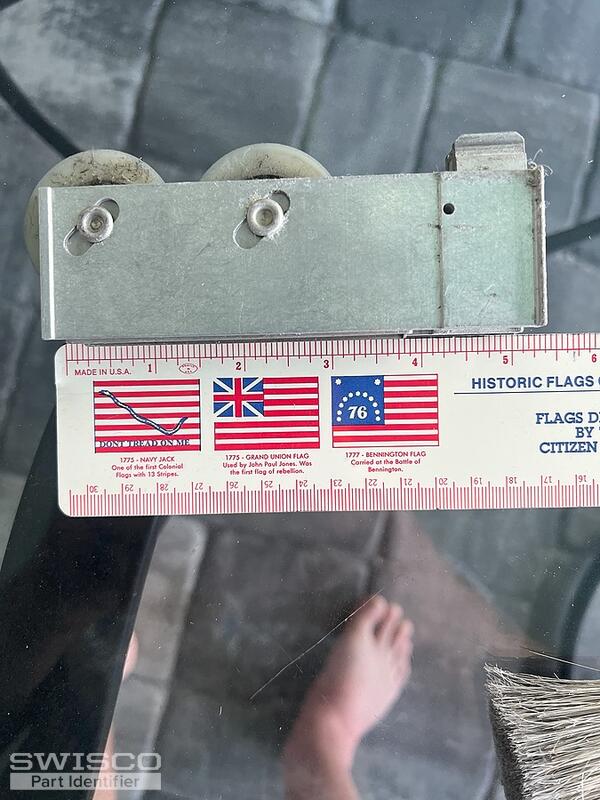 MADE IN U.S.A.
1 2 3 4 5 6
76
DONT TREAD ON ME
1775 - NAVY JACK
One of the first Colonial
Flags with 13 Stripes.
1775 - GRAND UNION FLAG
Used by John Paul Jones. Was
the first flag of rebellion.
1777 - BENNINGTON FLAG
Carried at the Battle of
Bennington.
HISTORIC FLAGS
FLAGS
BY
CITIZEN
30 29 28 27 26 25 24 23 22 21 20 19 18 17
SWISCO
Part Identifier